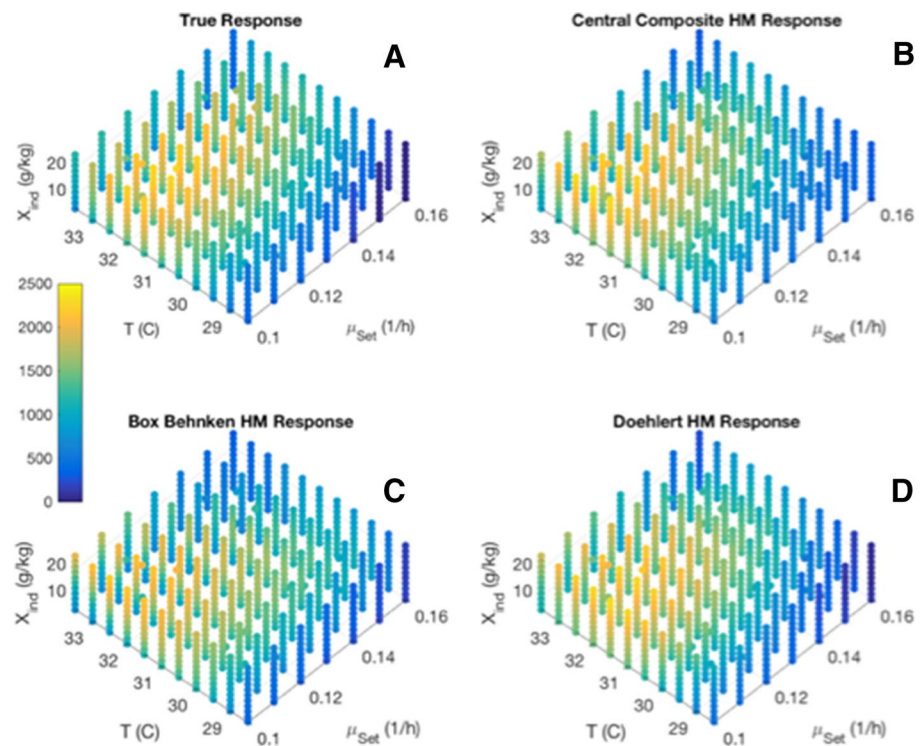 True Response
A
X_ind (g/kg)
20
10
33
32
31
30
29
T (C)
0.1
0.12
0.14
0.16
μ_Set (1/h)
Central Composite HM Response
B
X_ind (g/kg)
20
10
33
32
31
30
29
T (C)
0.1
0.12
0.14
0.16
μ_Set (1/h)
2500
2000
1500
1000
500
0
Box Behnken HM Response
C
X_ind (g/kg)
20
10
33
32
31
30
29
T (C)
0.1
0.12
0.14
0.16
μ_Set (1/h)
Doehlert HM Response
D
X_ind (g/kg)
20
10
33
32
31
30
29
T (C)
0.1
0.12
0.14
0.16
μ_Set (1/h)